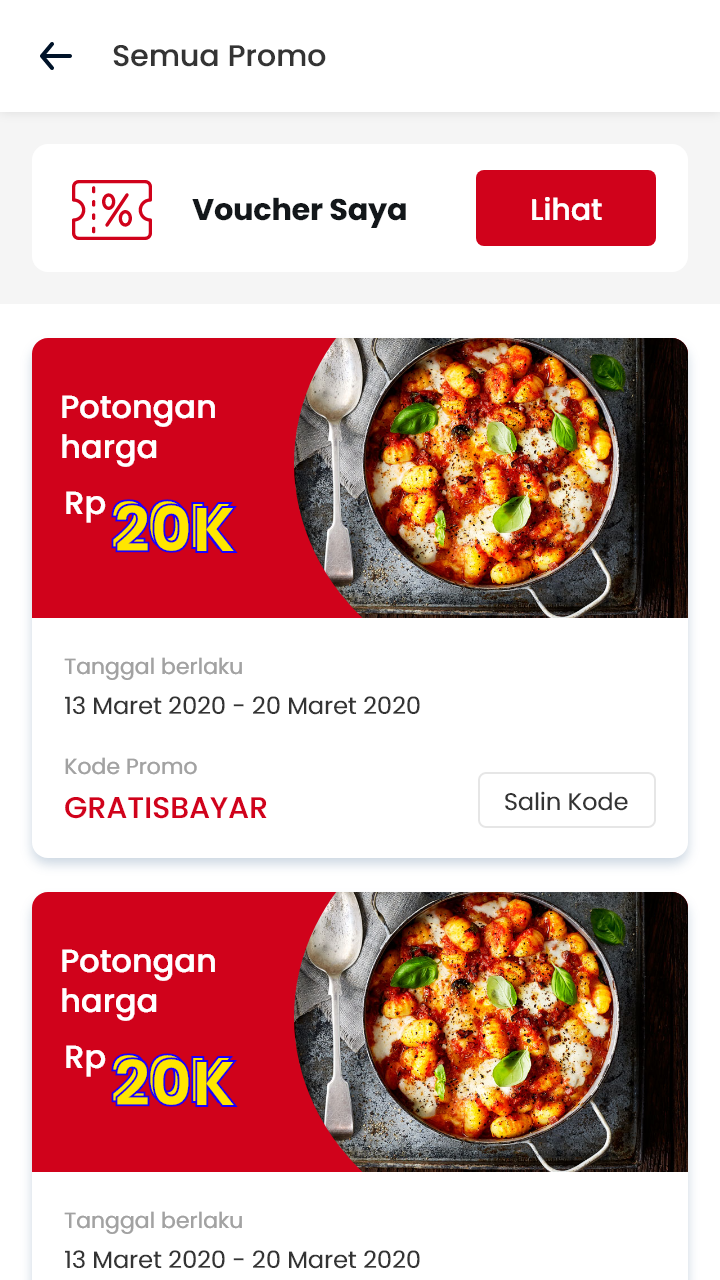 Semua Promo
%
Voucher Saya
Lihat
Potongan
harga
Rp 20K
Tanggal berlaku
13 Maret 2020 - 20 Maret 2020
Kode Promo
GRATISBAYAR
Salin Kode
Potongan
harga
Rp 20K
Tanggal berlaku
13 Maret 2020 - 20 Maret 2020